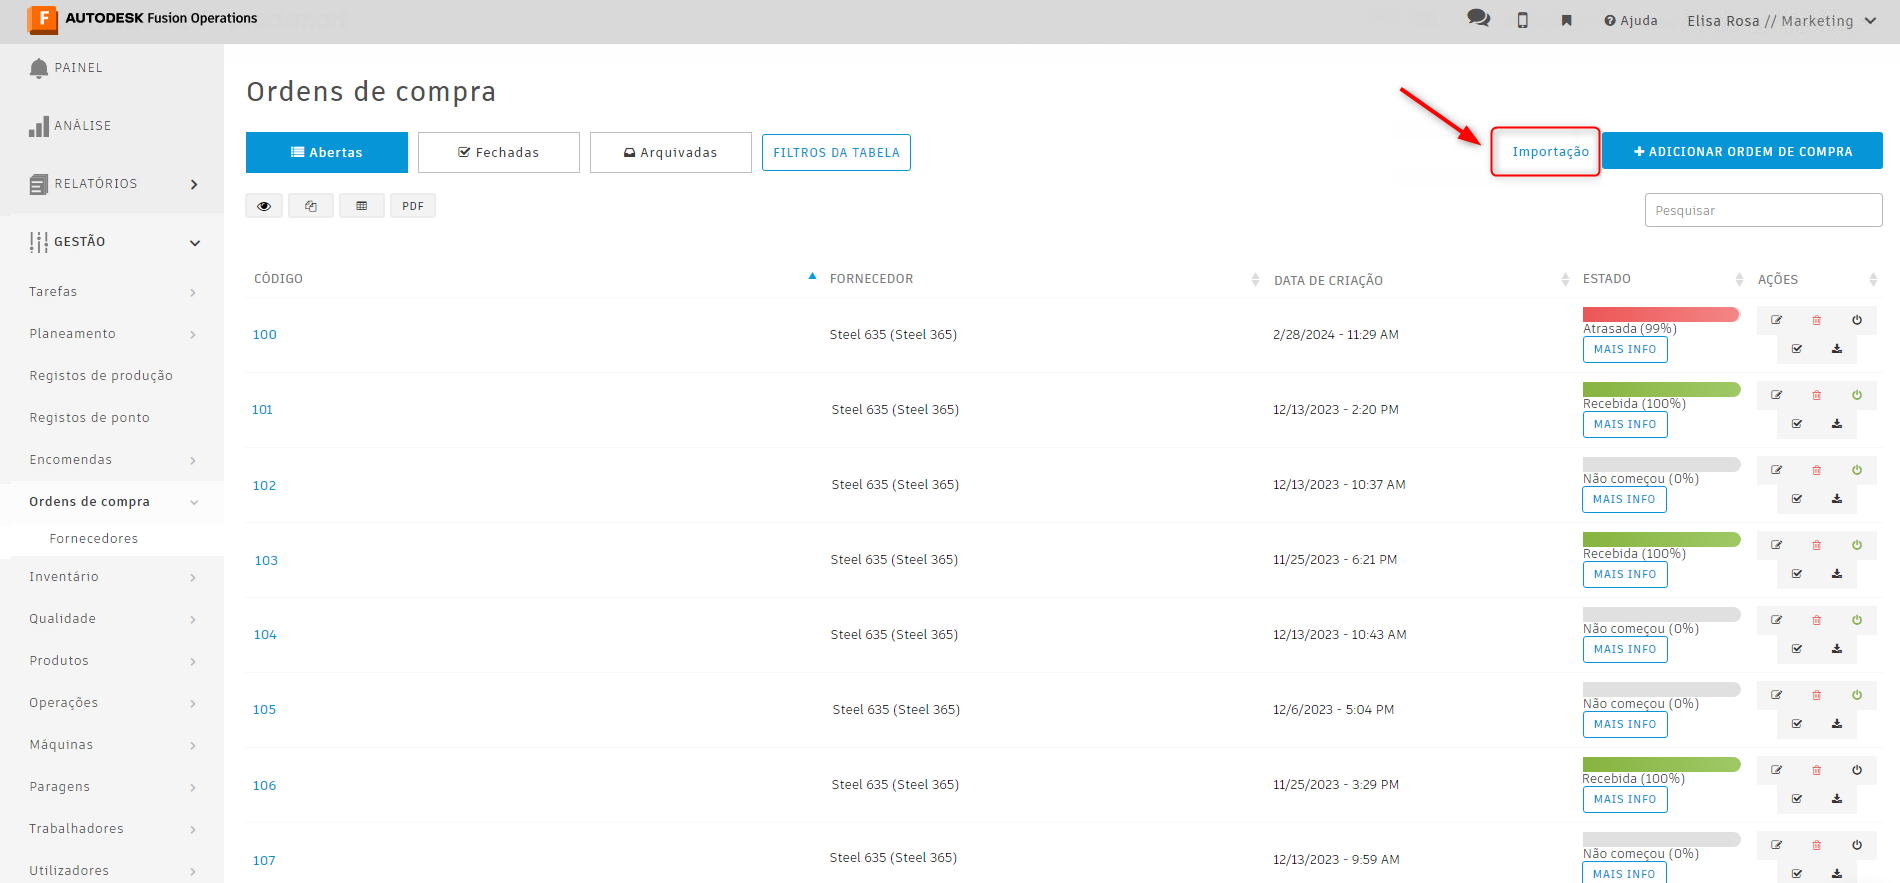 AUTODESK Fusion Operations
Ajuda
Elisa Rosa // Marketing
PAINEL
ANÁLISE
RELATÓRIOS
GESTÃO
Tarefas
Planeamento
Registos de produção
Registos de ponto
Encomendas
Ordens de compra
Fornecedores
Inventário
Qualidade
Produtos
Operações
Máquinas
Paragens
Trabalhadores
Utilizadores
Ordens de compra
Abertas
Fechadas
Arquivadas
FILTROS DA TABELA
Importação
ADICIONAR ORDEM DE COMPRA
PDF
Pesquisar
CÓDIGO FORNECEDOR DATA DE CRIAÇÃO ESTADO AÇÕES
100 Steel 635 (Steel 365) 2/28/2024 - 11:29 AM Atrasada (99%)
MAIS INFO
101 Steel 635 (Steel 365) 12/13/2023 - 2:20 PM Recebida (100%)
MAIS INFO
102 Steel 635 (Steel 365) 12/13/2023 - 10:37 AM Não começou (0%)
MAIS INFO
103 Steel 635 (Steel 365) 11/25/2023 - 6:21 PM Recebida (100%)
MAIS INFO
104 Steel 635 (Steel 365) 12/13/2023 - 10:43 AM Não começou (0%)
MAIS INFO
105 Steel 635 (Steel 365) 12/6/2023 - 5:04 PM Não começou (0%)
MAIS INFO
106 Steel 635 (Steel 365) 11/25/2023 - 3:29 PM Recebida (100%)
MAIS INFO
107 Steel 635 (Steel 365) 12/13/2023 - 9:59 AM Não começou (0%)
MAIS INFO